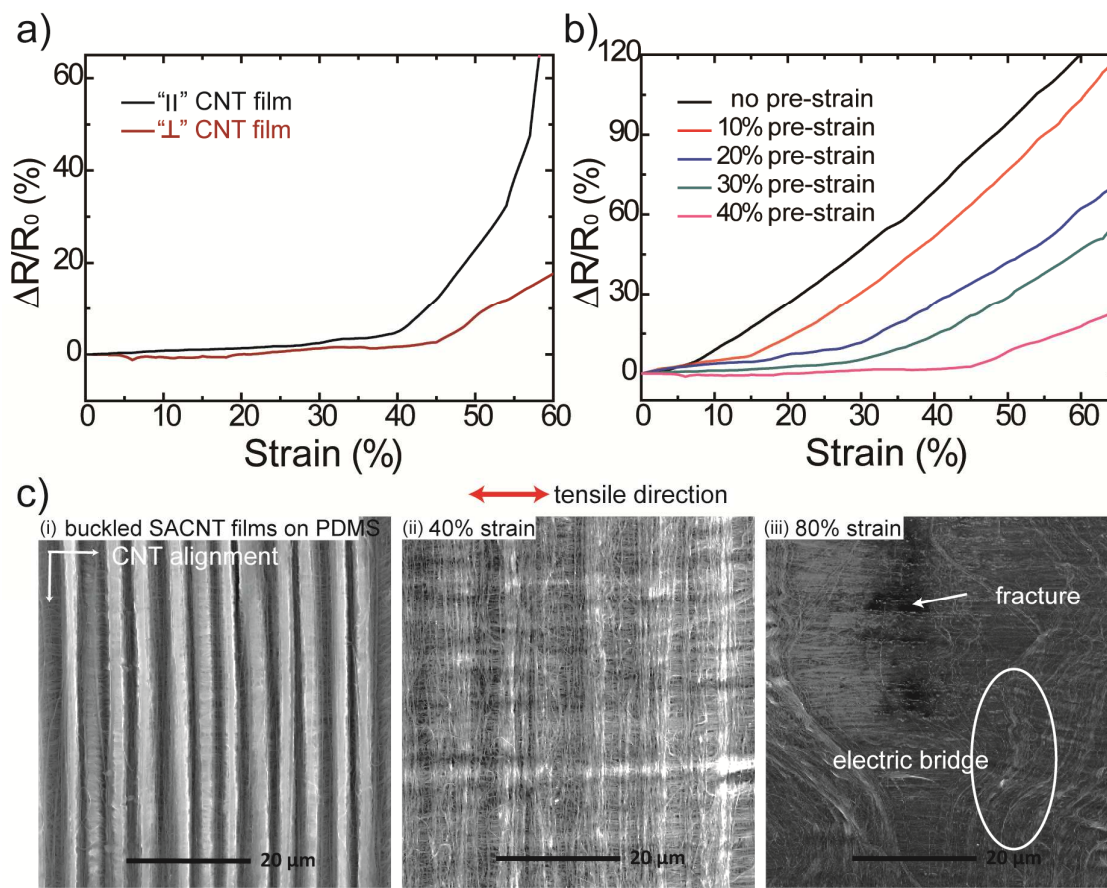 a)
60
40
20
0
0 10 20 30 40 50 60
ΔR/R₀ (%)
Strain (%)
“II” CNT film
“⊥” CNT film
b)
120
90
60
30
0
0 10 20 30 40 50 60
ΔR/R₀ (%)
Strain (%)
no pre-strain
10% pre-strain
20% pre-strain
30% pre-strain
40% pre-strain
c)
tensile direction
(i) buckled SACNT films on PDMS
CNT alignment
20 μm
(ii) 40% strain
20 μm
(iii) 80% strain
fracture
electric bridge
20 μm